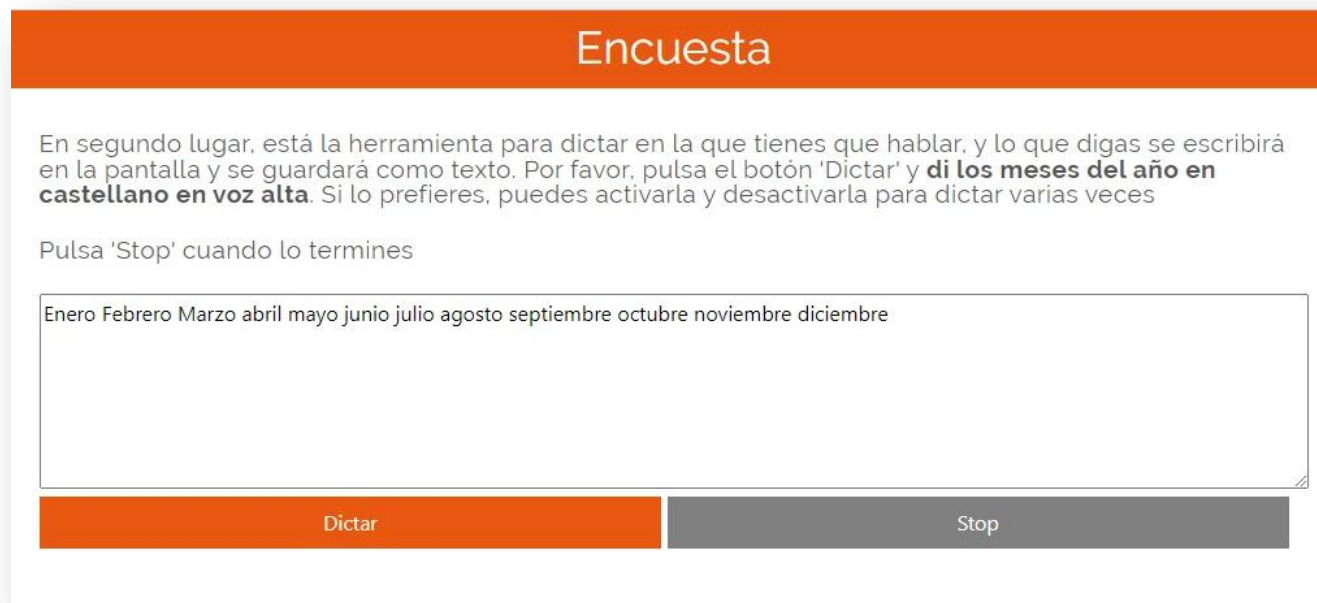 Encuesta
En segundo lugar, está la herramienta para dictar en la que tienes que hablar, y lo que digas se escribirá
en la pantalla y se guardará como texto. Por favor, pulsa el botón 'Dictar' y di los meses del año en
castellano en voz alta. Si lo prefieres, puedes activarla y desactivarla para dictar varias veces
Pulsa 'Stop' cuando lo termines
Enero Febrero Marzo abril mayo junio julio agosto septiembre octubre noviembre diciembre
Dictar Stop